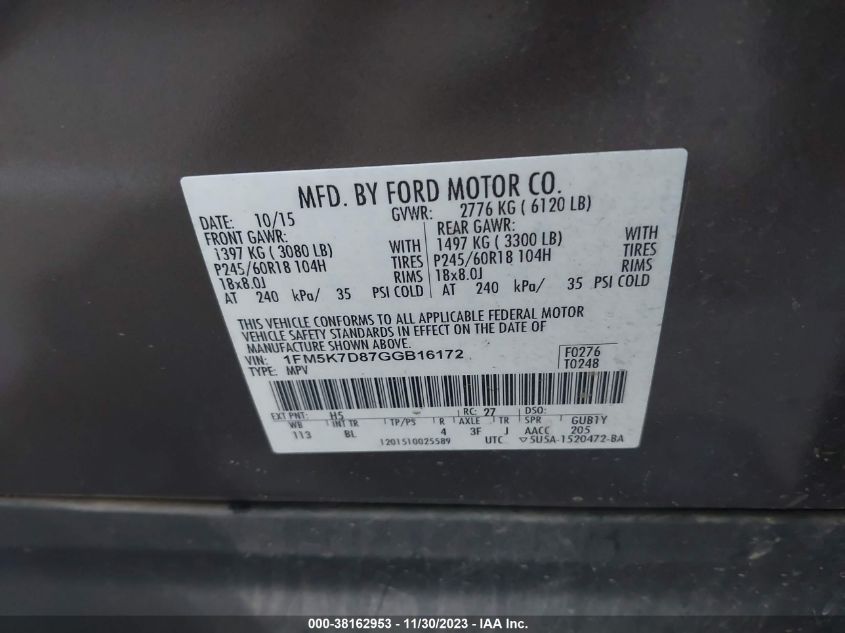 MFD. BY FORD MOTOR CO.
DATE: 10/15 GVWR: 2776 KG ( 6120 LB)
FRONT GAWR: REAR GAWR:
1397 KG ( 3080 LB) WITH 1497 KG ( 3300 LB) WITH
P245/60R18 104H TIRES P245/60R18 104H TIRES
18x8.0J RIMS 18x8.0J RIMS
AT 240 kPa/ 35 PSI COLD AT 240 kPa/ 35 PSI COLD
THIS VEHICLE CONFORMS TO ALL APPLICABLE FEDERAL MOTOR
VEHICLE SAFETY STANDARDS IN EFFECT ON THE DATE OF
MANUFACTURE SHOWN ABOVE.
VIN: 1FM5K7D87GGB16172 F0276
TYPE: MPV T0248
EXT PNT: H5 RC: 27 DSO:
WB INT TR TP/PS R AXLE TR SPR GUB1Y
113 BL 4 3F J AACC 205
1201510025589 UTC ▽5U5A-1520472-BA
000-38162953 - 11/30/2023 - IAA Inc.